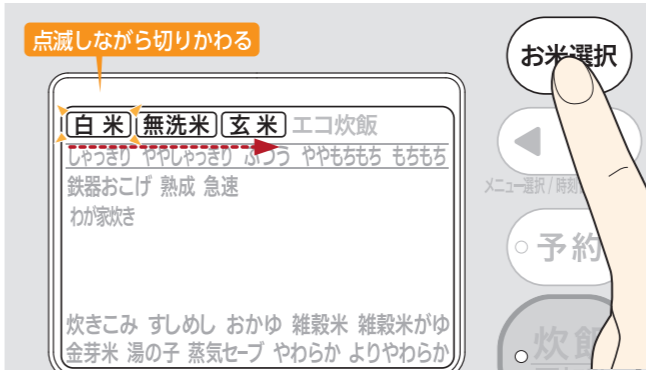 点滅しながら切りかわる
お米選択
白米 無洗米 玄米 エコ炊飯
しゃっきり ややしゃっきり ふつう ややもちもち もちもち
鉄器おこげ 熟成 急速
わが家炊き
メニュー選択/時刻
予約
炊きこみ すしめし おかゆ 雑穀米 雑穀米がゆ
金芽米 湯の子 蒸気セーブ やわらか よりやわらか
炊飯